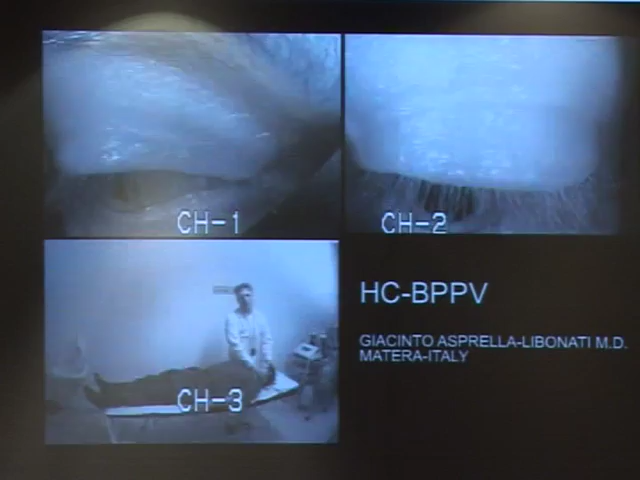 CH-1
CH-2
CH-3
HC-BPPV
GIACINTO ASPRELLA-LIBONATI M.D.
MATERA-ITALY